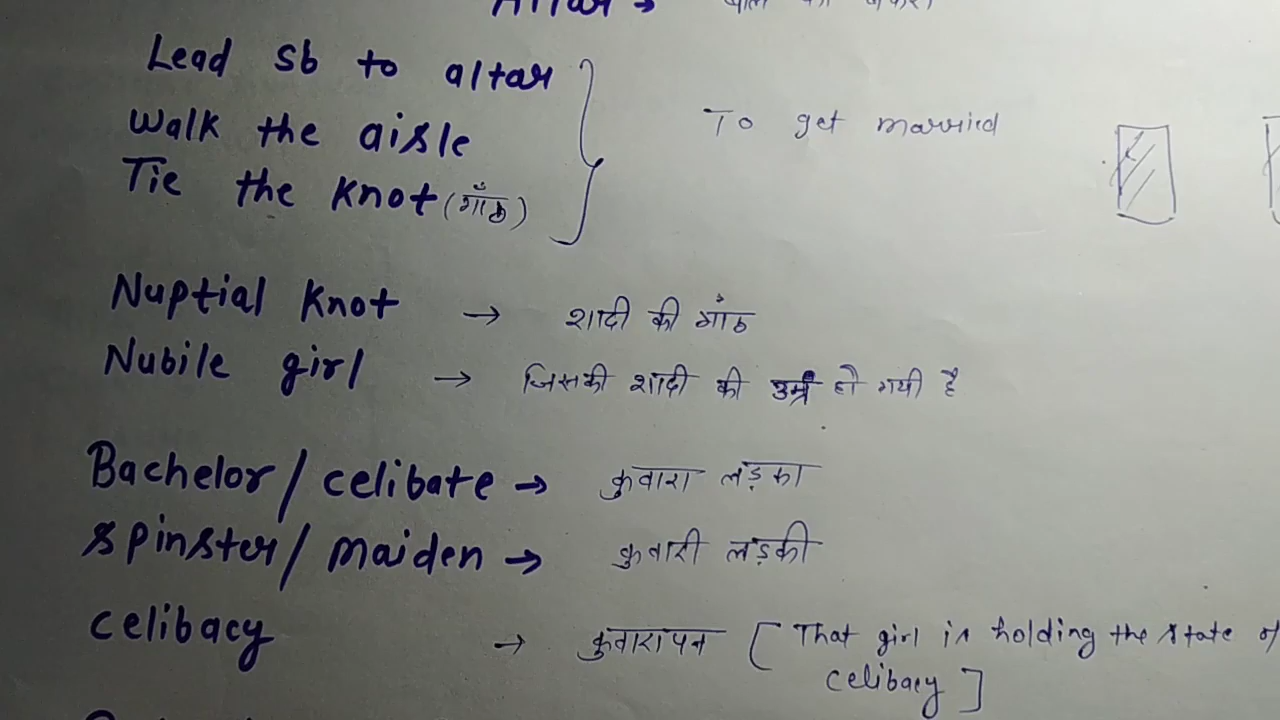 Altar →
Lead sb to altar
Walk the aisle
Tie the knot (गाँठ)
To get married
Nuptial knot → शादी की गाँठ
Nubile girl → जिसकी शादी की उम्र हो गयी है
Bachelor / celibate → कुवारा लड़का
Spinster / maiden → कुवारी लड़की
celibacy → कुवारापन [That girl is holding the state of
celibacy]